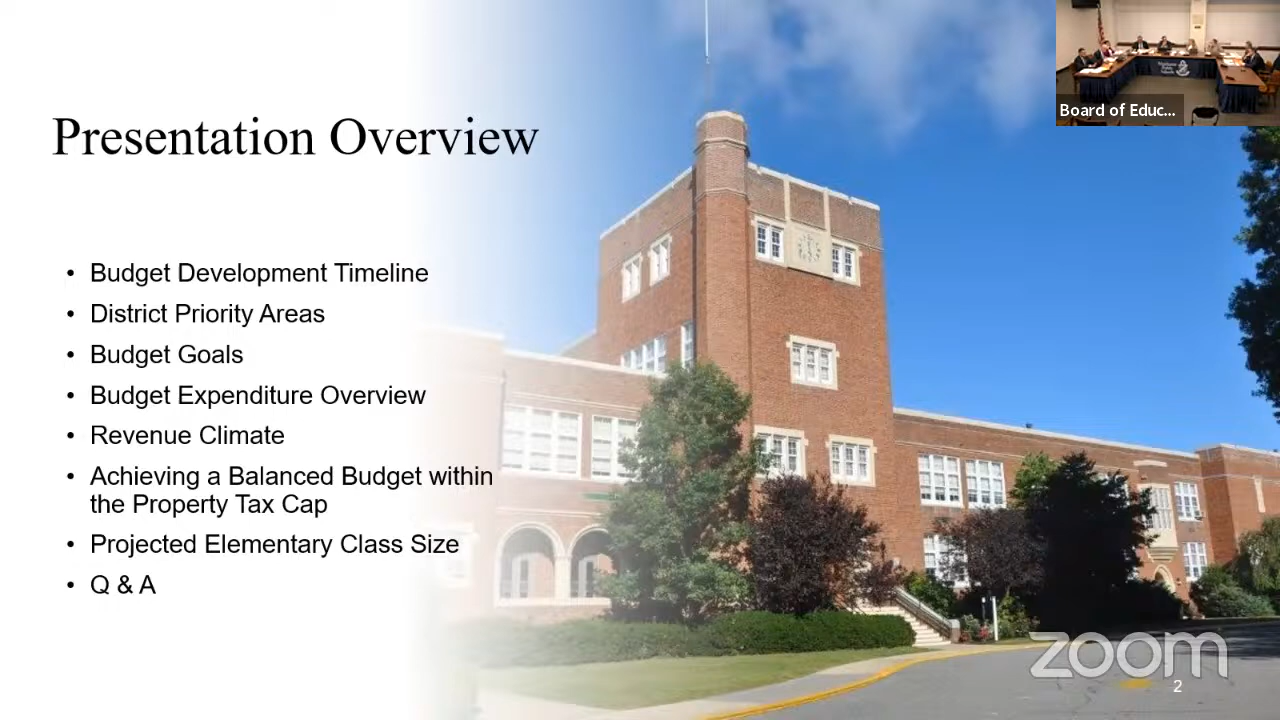 Presentation Overview
• Budget Development Timeline
• District Priority Areas
• Budget Goals
• Budget Expenditure Overview
• Revenue Climate
• Achieving a Balanced Budget within
the Property Tax Cap
• Projected Elementary Class Size
• Q & A
Board of Educ...
zoom
2